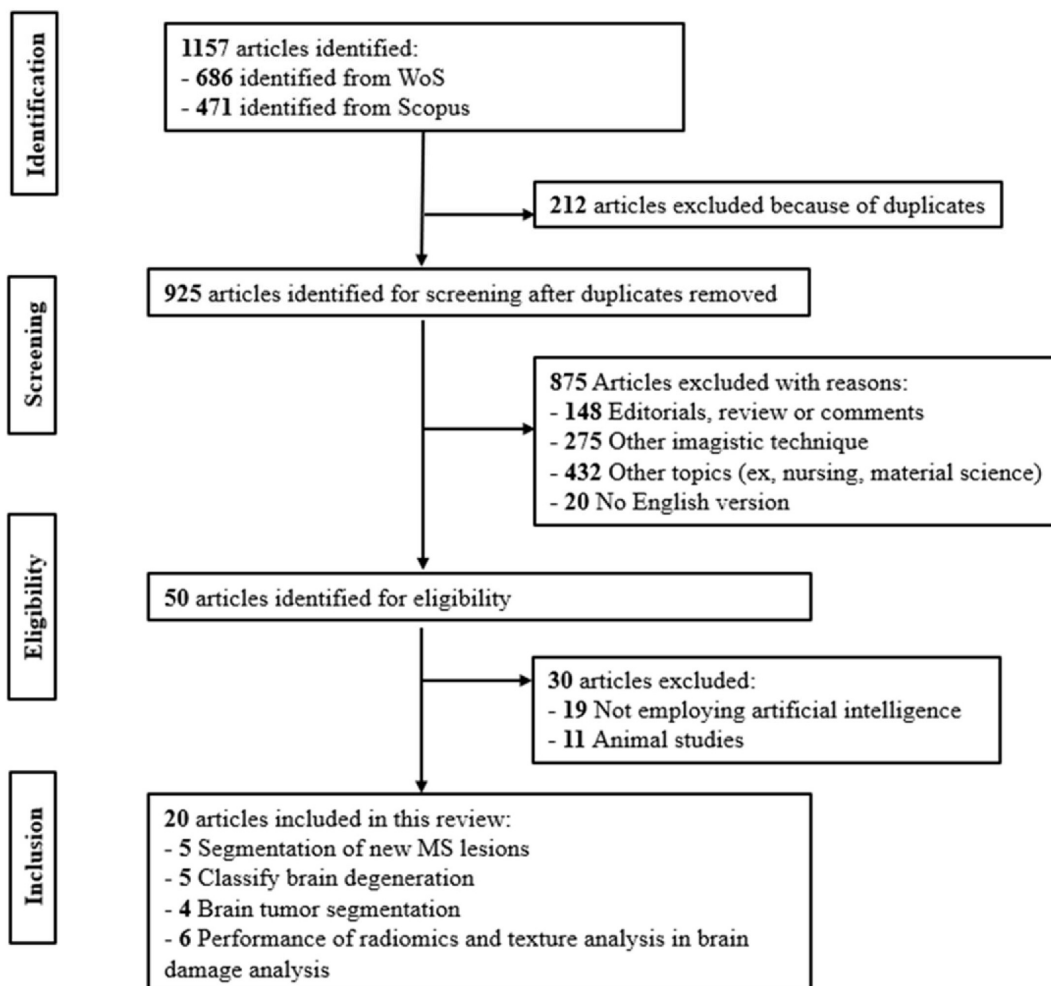 Identification
1157 articles identified:
- 686 identified from WoS
- 471 identified from Scopus
212 articles excluded because of duplicates
Screening
925 articles identified for screening after duplicates removed
875 Articles excluded with reasons:
- 148 Editorials, review or comments
- 275 Other imagistic technique
- 432 Other topics (ex, nursing, material science)
- 20 No English version
Eligibility
50 articles identified for eligibility
30 articles excluded:
- 19 Not employing artificial intelligence
- 11 Animal studies
Inclusion
20 articles included in this review:
- 5 Segmentation of new MS lesions
- 5 Classify brain degeneration
- 4 Brain tumor segmentation
- 6 Performance of radiomics and texture analysis in brain
damage analysis